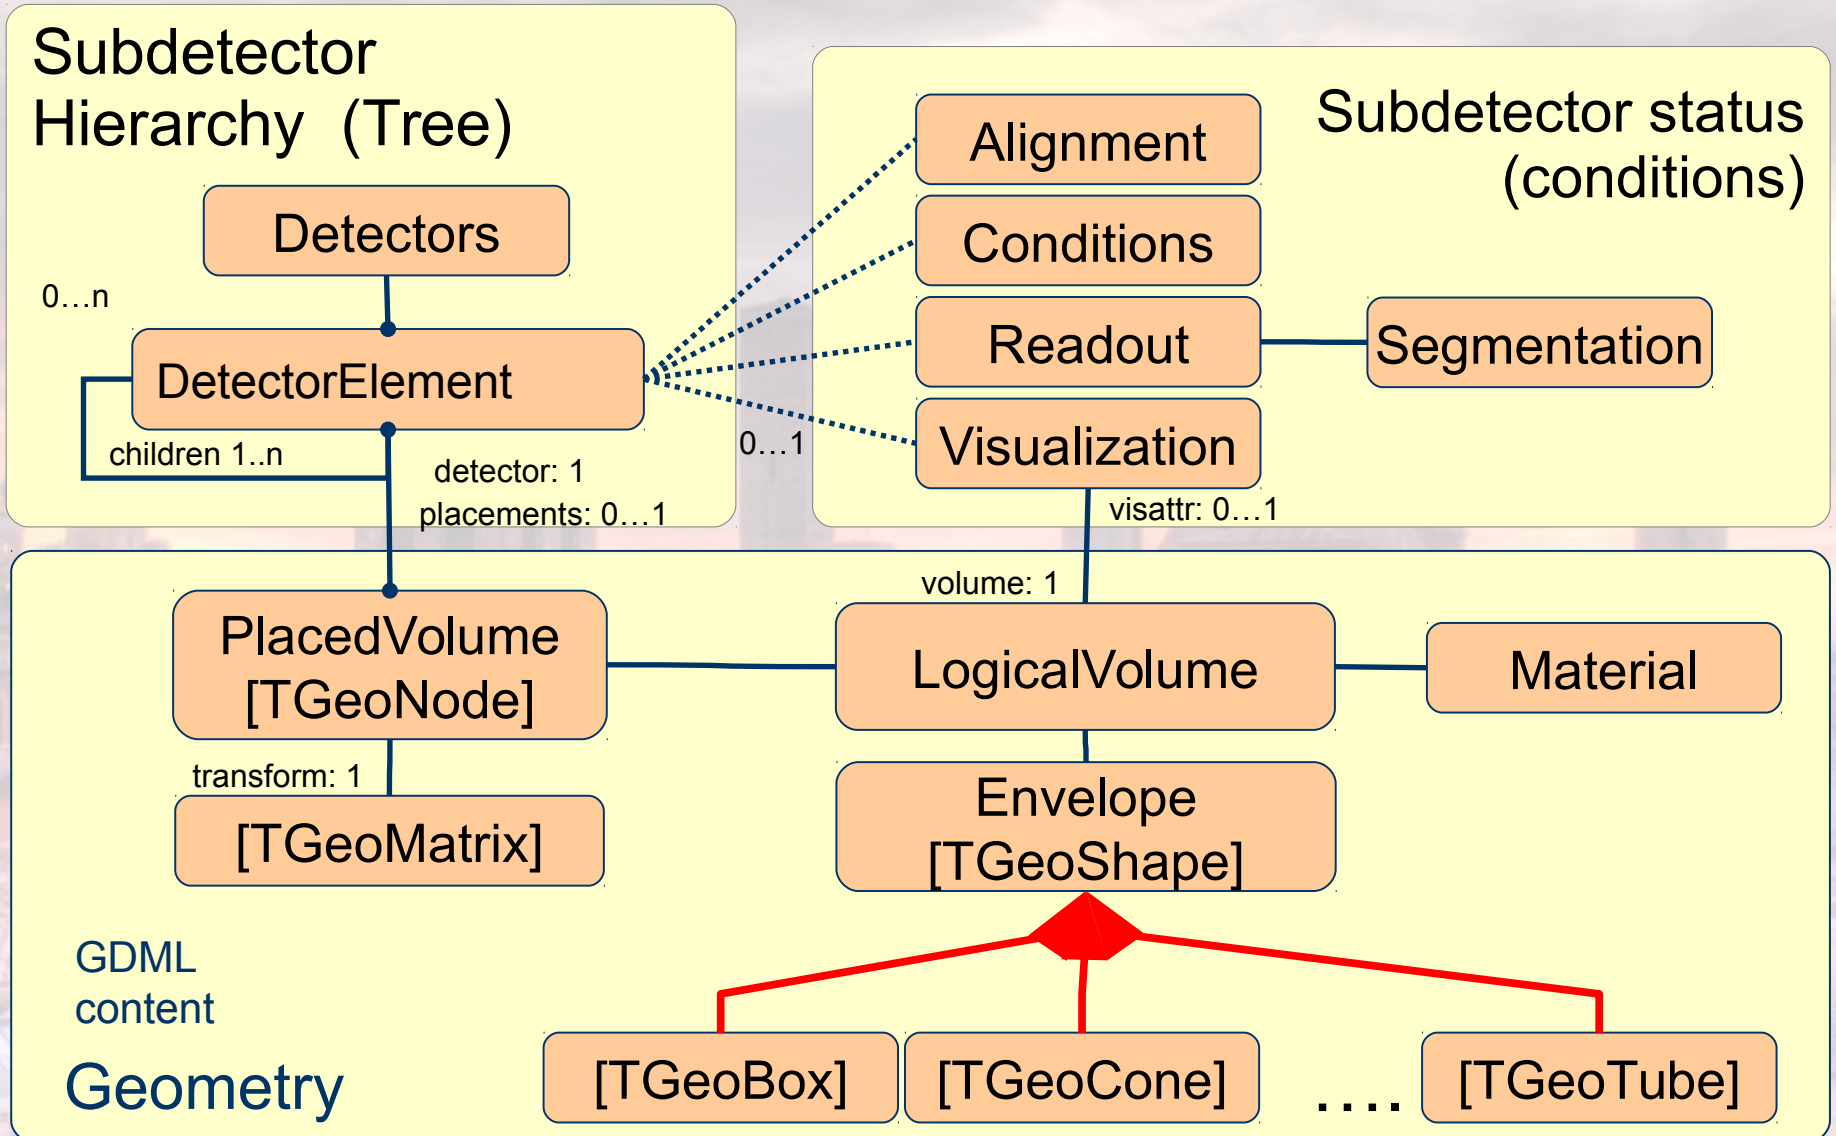 Subdetector
Hierarchy (Tree)
Detectors
0…n
DetectorElement
children 1..n
detector: 1
placements: 0…1
Subdetector status
(conditions)
Alignment
Conditions
Readout
Segmentation
Visualization
0…1
visattr: 0…1
volume: 1
PlacedVolume
[TGeoNode]
LogicalVolume
Material
transform: 1
[TGeoMatrix]
Envelope
[TGeoShape]
GDML
content
Geometry
[TGeoBox]
[TGeoCone]
....
[TGeoTube]